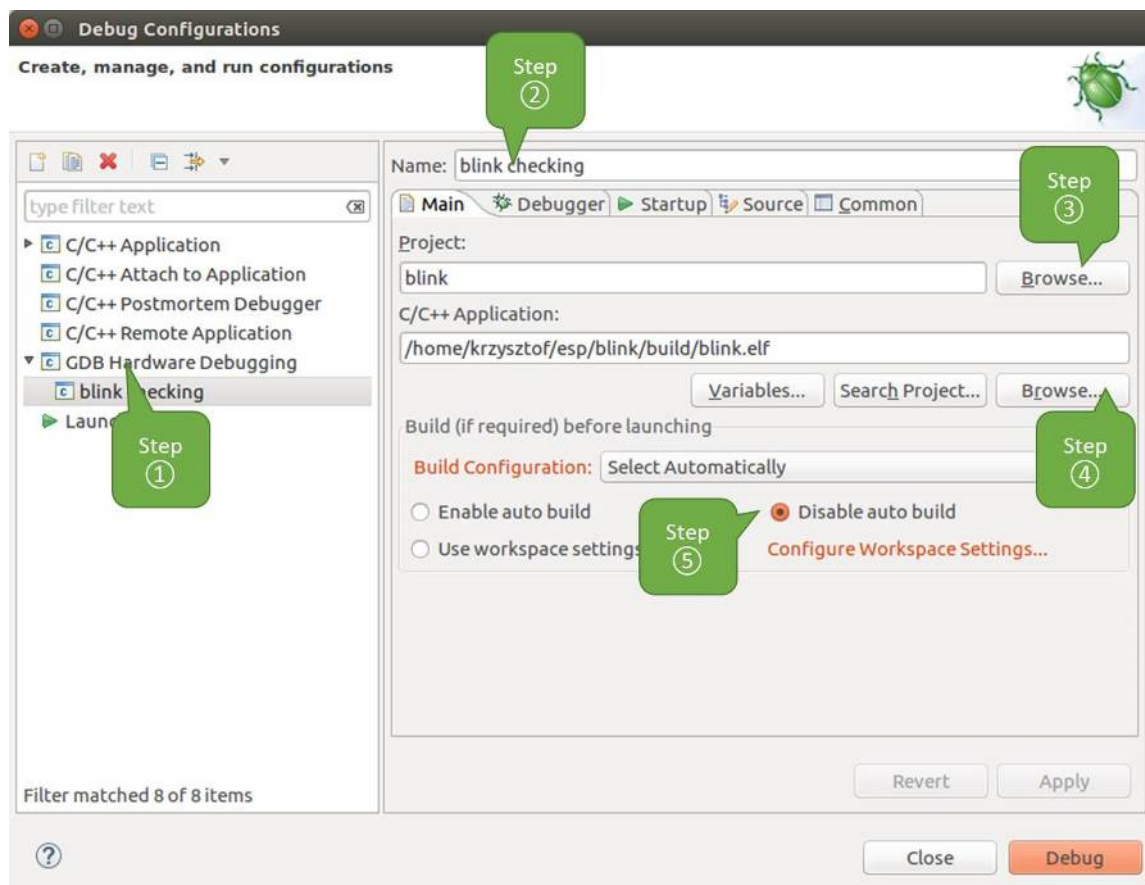 Debug Configurations
Create, manage, and run configurations
Step
②
Name: blink checking
type filter text
Main Debugger Startup Source Common
Step
③
C/C++ Application
C/C++ Attach to Application
C/C++ Postmortem Debugger
C/C++ Remote Application
GDB Hardware Debugging
blink checking
Step
①
Project:
blink Browse...
C/C++ Application:
/home/krzysztof/esp/blink/build/blink.elf
Variables... Search Project... Browse...
Step
④
Build (if required) before launching
Build Configuration: Select Automatically
Enable auto build Disable auto build
Step
⑤
Use workspace settings Configure Workspace Settings...
Filter matched 8 of 8 items
Revert Apply
Close Debug